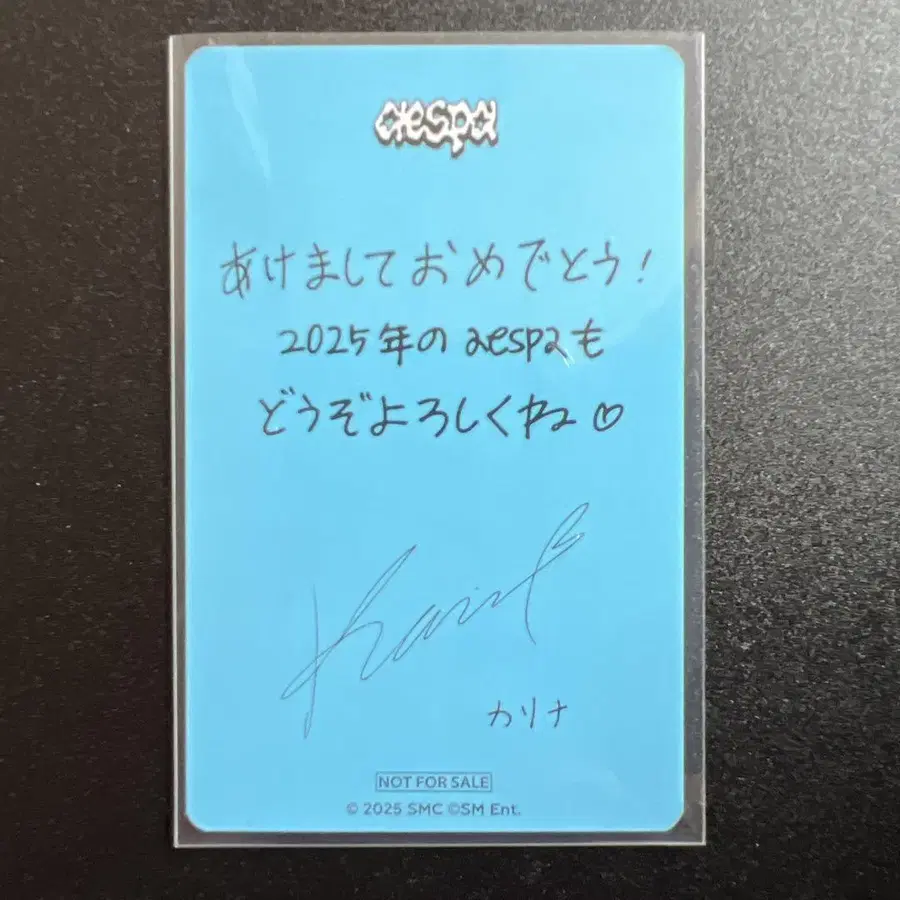 aespa
あけましておめでとう!
2025年の aespaも
どうぞよろしくね♡
カリナ
NOT FOR SALE
© 2025 SMC ©SM Ent.